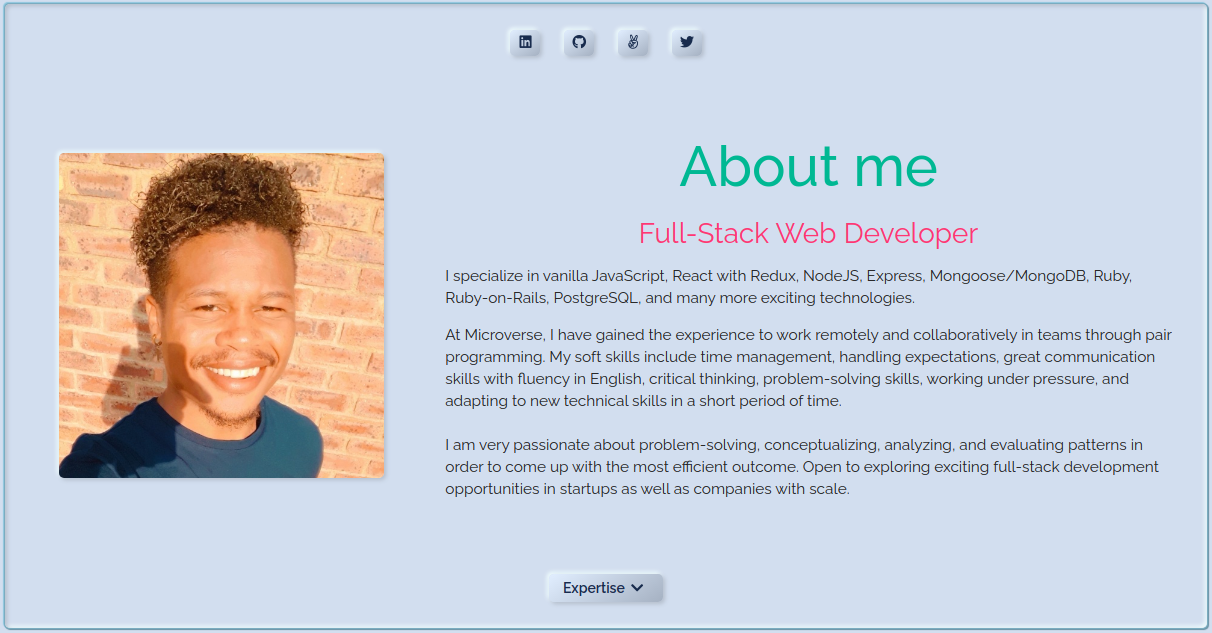 About me
Full-Stack Web Developer
I specialize in vanilla JavaScript, React with Redux, NodeJS, Express, Mongoose/MongoDB, Ruby,
Ruby-on-Rails, PostgreSQL, and many more exciting technologies.
At Microverse, I have gained the experience to work remotely and collaboratively in teams through pair
programming. My soft skills include time management, handling expectations, great communication
skills with fluency in English, critical thinking, problem-solving skills, working under pressure, and
adapting to new technical skills in a short period of time.
I am very passionate about problem-solving, conceptualizing, analyzing, and evaluating patterns in
order to come up with the most efficient outcome. Open to exploring exciting full-stack development
opportunities in startups as well as companies with scale.
Expertise